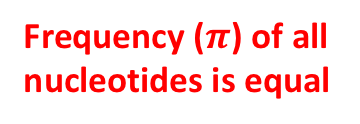 Frequency (𝝅) of all
nucleotides is equal